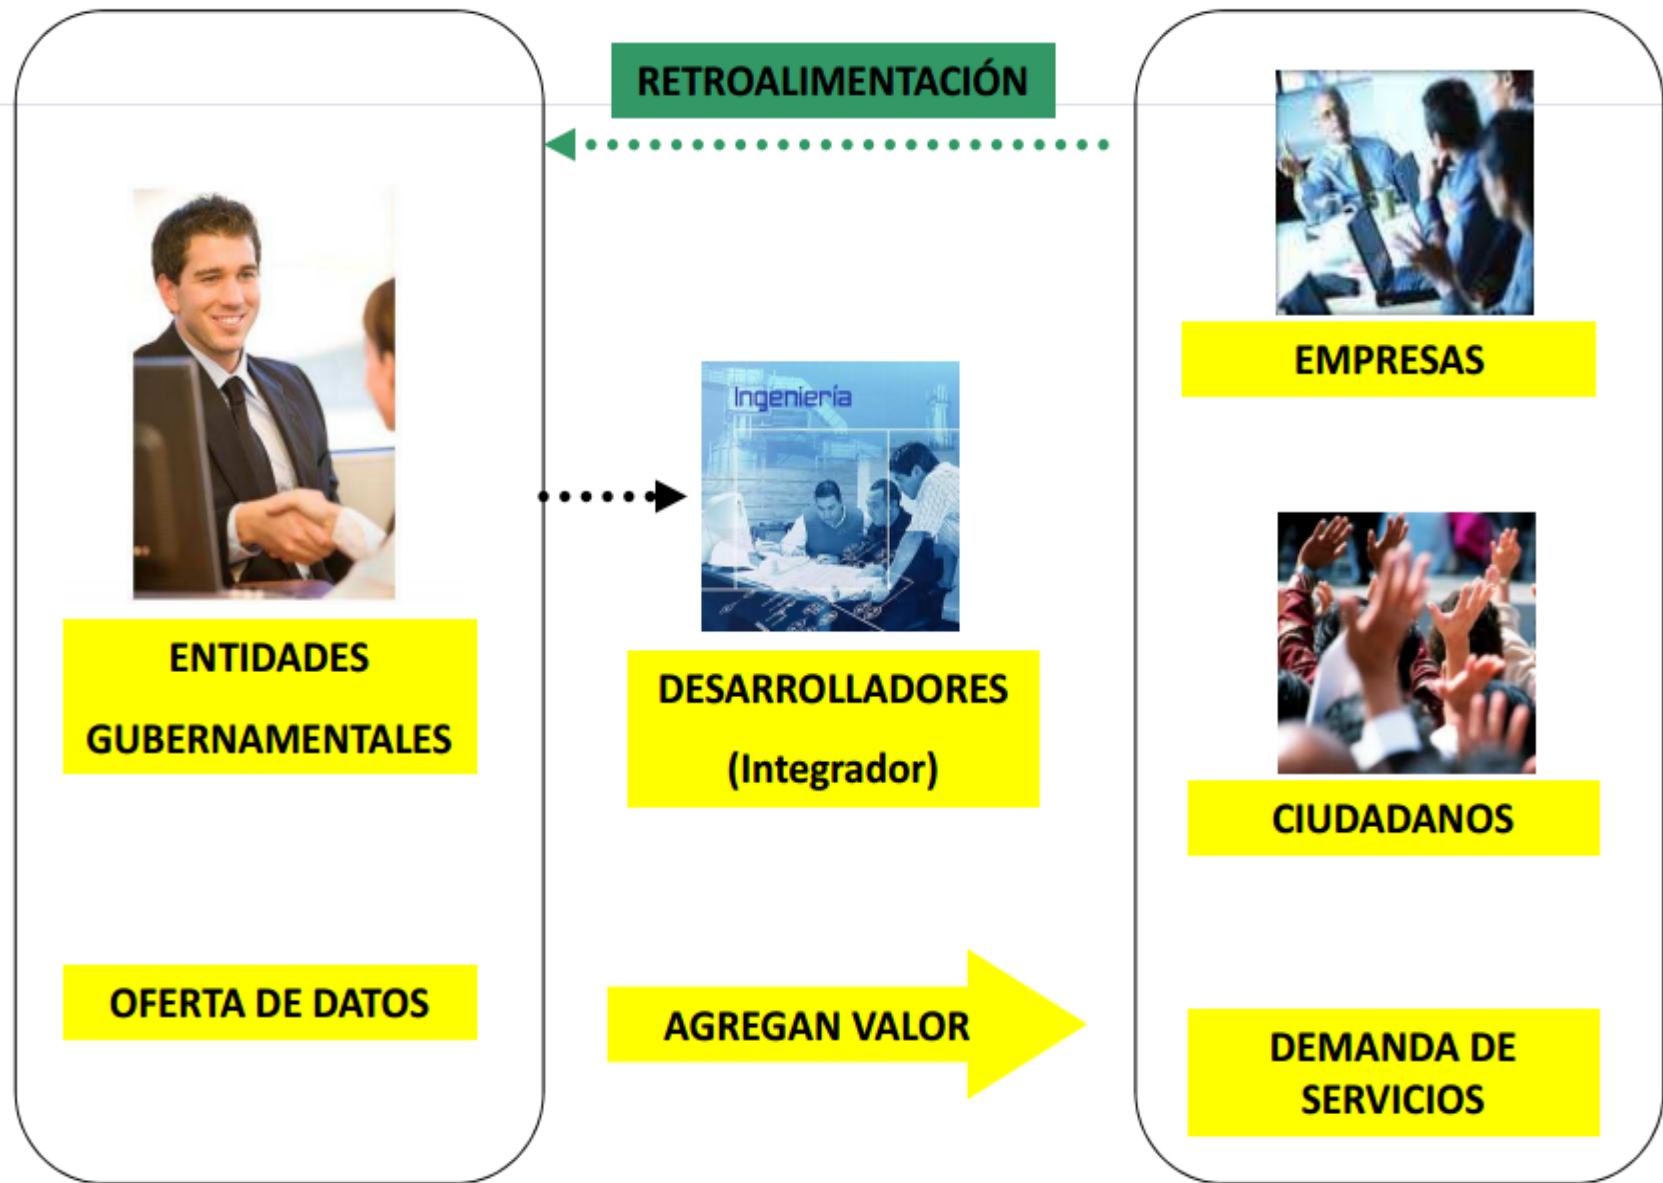 RETROALIMENTACIÓN
ENTIDADES
GUBERNAMENTALES
OFERTA DE DATOS
Ingeniería
DESARROLLADORES
(Integrador)
AGREGAN VALOR
EMPRESAS
CIUDADANOS
DEMANDA DE
SERVICIOS